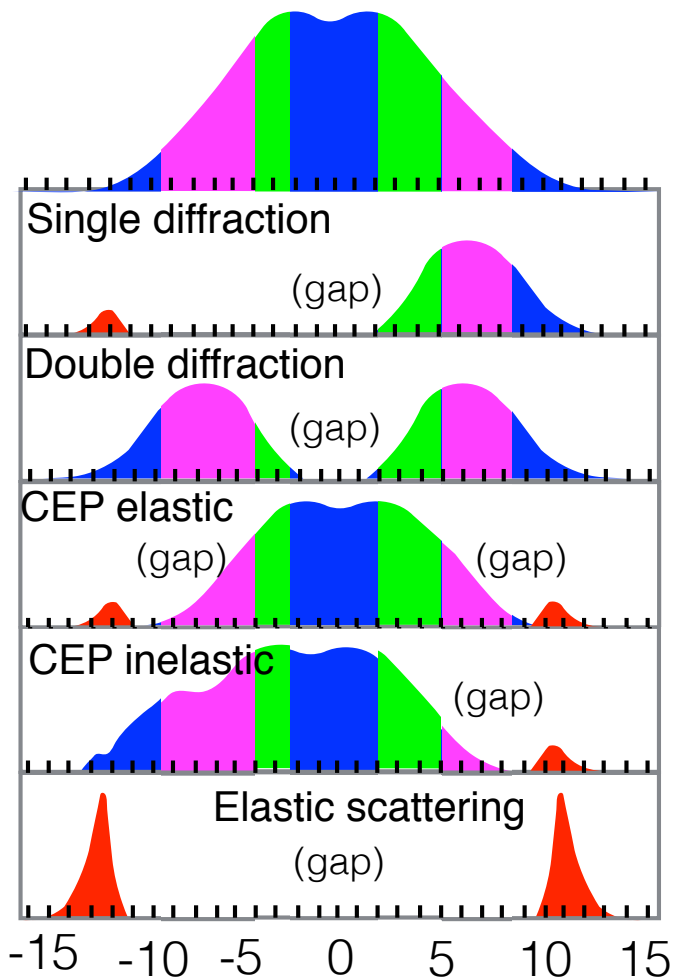 Single diffraction
(gap)
Double diffraction
(gap)
CEP elastic
(gap) (gap)
CEP inelastic
(gap)
Elastic scattering
(gap)
-15 -10 -5 0 5 10 15